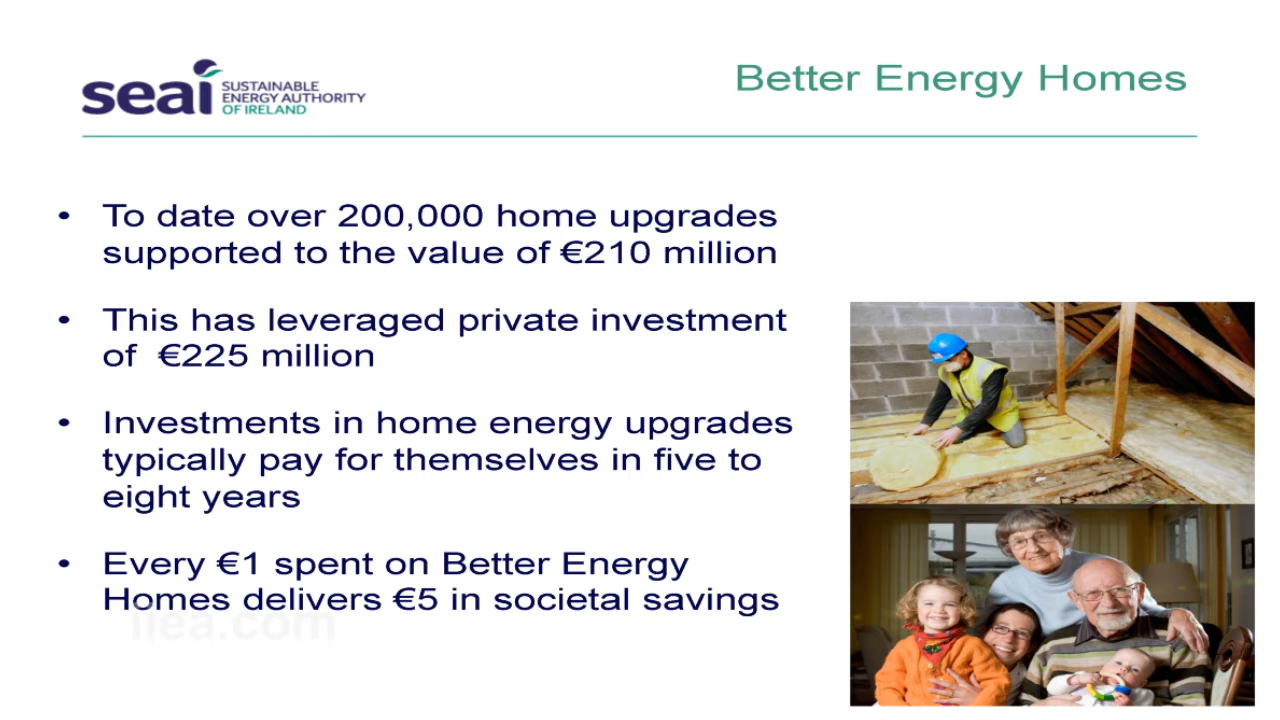 seai
SUSTAINABLE
ENERGY AUTHORITY
OF IRELAND
Better Energy Homes
• To date over 200,000 home upgrades
supported to the value of €210 million
• This has leveraged private investment
of €225 million
• Investments in home energy upgrades
typically pay for themselves in five to
eight years
• Every €1 spent on Better Energy
Homes delivers €5 in societal savings